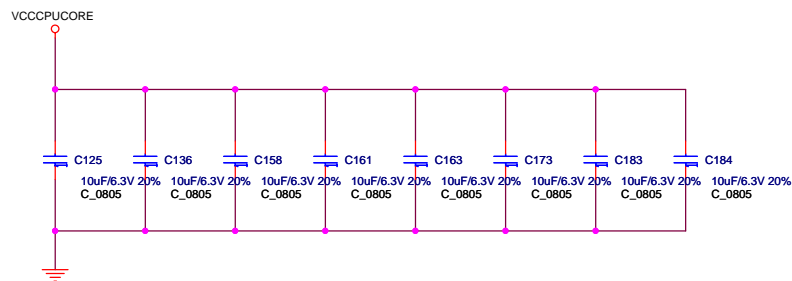 VCCCPUCORE
C125 C136 C158 C161 C163 C173 C183 C184
10uF/6.3V 20% 10uF/6.3V 20% 10uF/6.3V 20% 10uF/6.3V 20% 10uF/6.3V 20% 10uF/6.3V 20% 10uF/6.3V 20% 10uF/6.3V 20%
C_0805 C_0805 C_0805 C_0805 C_0805 C_0805 C_0805 C_0805